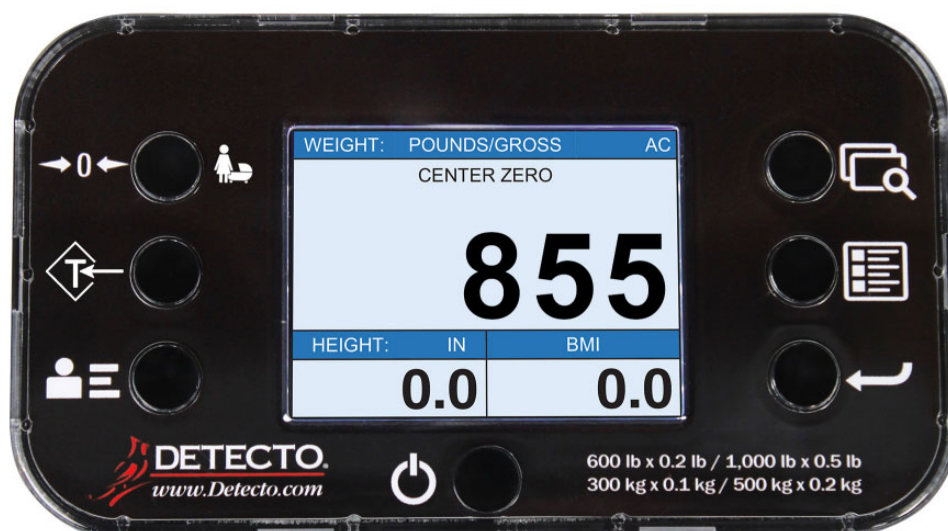 WEIGHT: POUNDS/GROSS AC
CENTER ZERO
855
HEIGHT: IN BMI
0.0 0.0
→0←
T
DETECTO.
www.Detecto.com
600 lb x 0.2 lb / 1,000 lb x 0.5 lb
300 kg x 0.1 kg / 500 kg x 0.2 kg